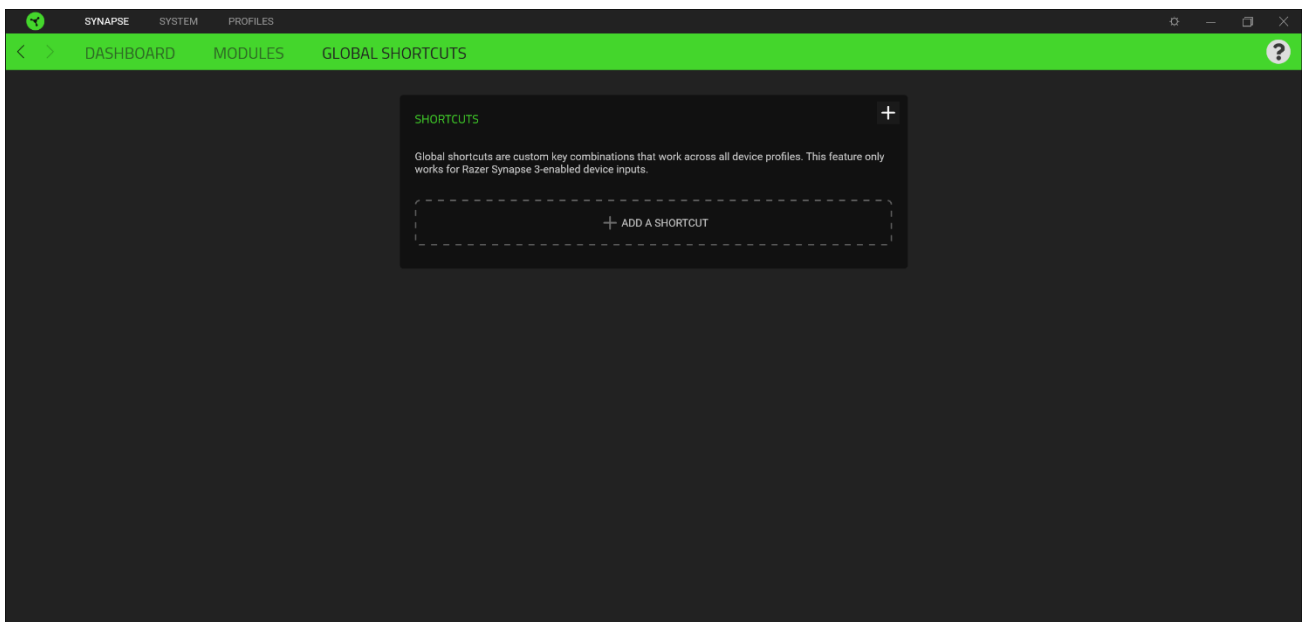 SYNAPSE SYSTEM PROFILES
DASHBOARD MODULES GLOBAL SHORTCUTS ?
SHORTCUTS
Global shortcuts are custom key combinations that work across all device profiles. This feature only
works for Razer Synapse 3-enabled device inputs.
ADD A SHORTCUT